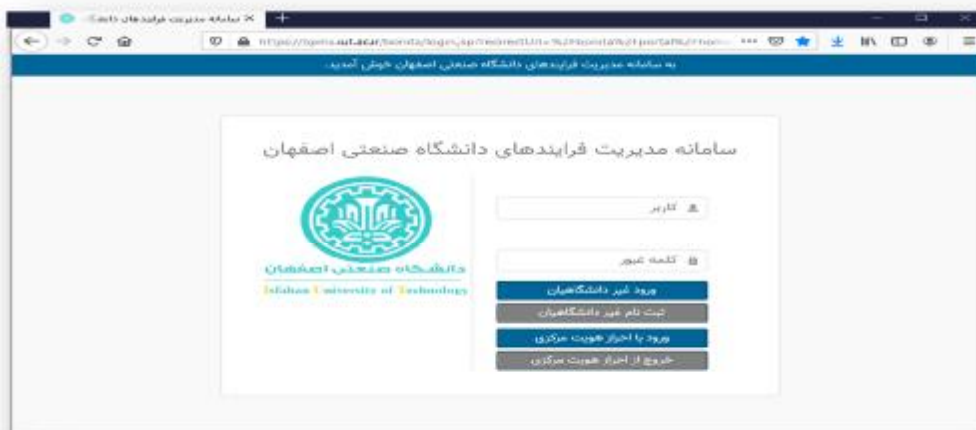 سامانه مدیریت فرایندهای دانش
به سامانه مدیریت فرایندهای دانشگاه صنعتی اصفهان خوش آمدید.
سامانه مدیریت فرایندهای دانشگاه صنعتی اصفهان
کاربر
کلمه عبور
دانشگاه صنعتی اصفهان
Isfahan University of Technology
ورود غیر دانشگاهیان
ثبت نام غیر دانشگاهیان
ورود با احراز هویت مرکزی
خروج از احراز هویت مرکزی